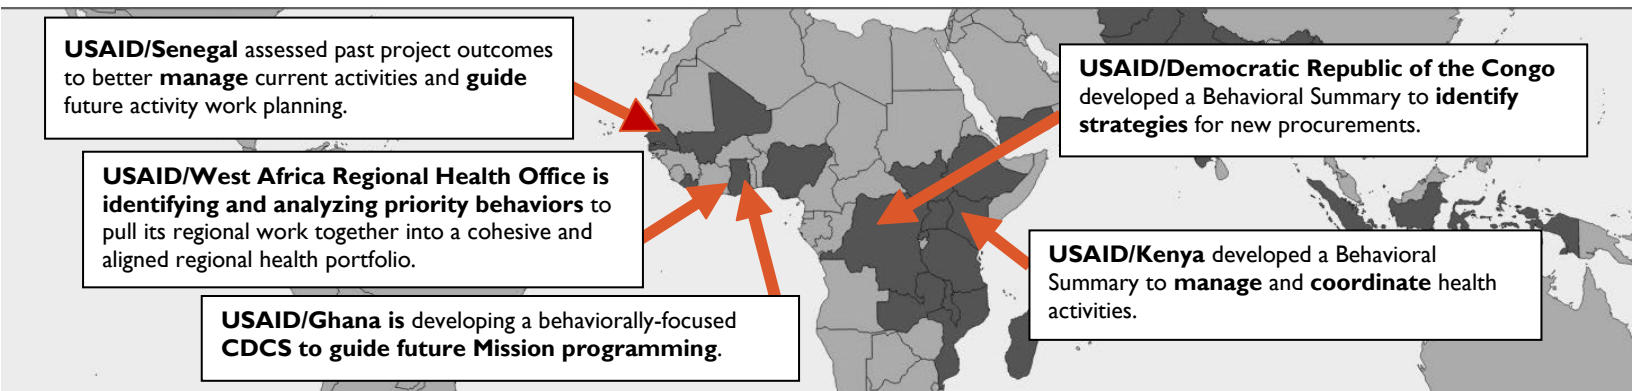 USAID/Senegal assessed past project outcomes
to better manage current activities and guide
future activity work planning.
USAID/West Africa Regional Health Office is
identifying and analyzing priority behaviors to
pull its regional work together into a cohesive and
aligned regional health portfolio.
USAID/Ghana is developing a behaviorally-focused
CDCS to guide future Mission programming.
USAID/Democratic Republic of the Congo
developed a Behavioral Summary to identify
strategies for new procurements.
USAID/Kenya developed a Behavioral
Summary to manage and coordinate health
activities.